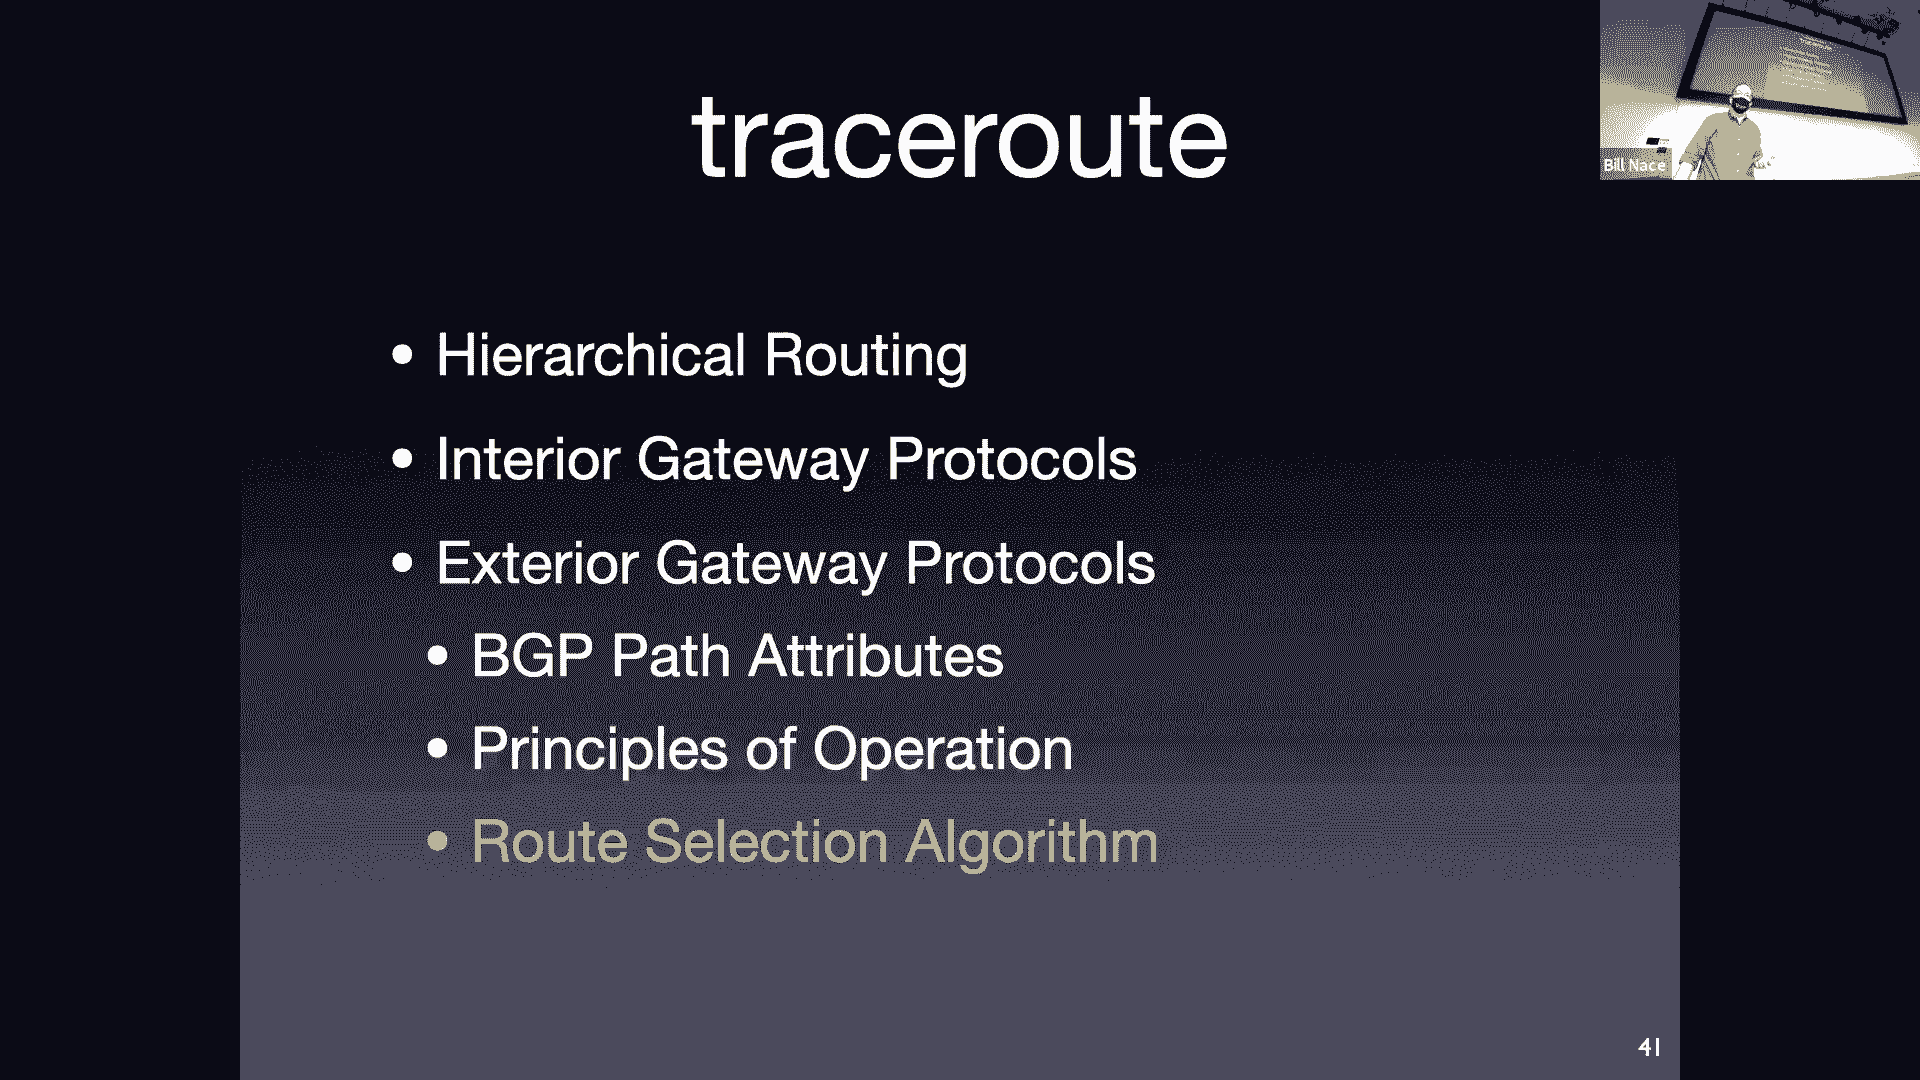 traceroute
Bill Nace
• Hierarchical Routing
• Interior Gateway Protocols
• Exterior Gateway Protocols
• BGP Path Attributes
• Principles of Operation
• Route Selection Algorithm
41